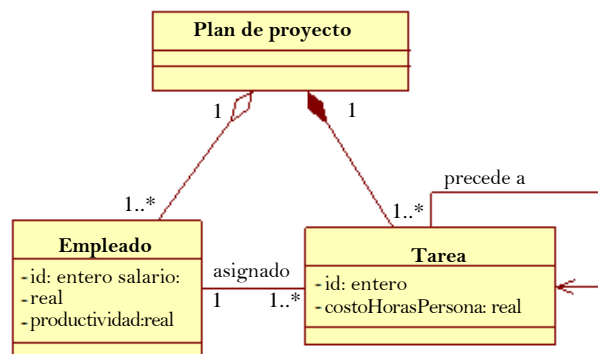 Plan de proyecto
1
1
precede a
1..*
1..*
Empleado
-id: entero salario:
-real
-productividad:real
asignado
1
1..*
Tarea
-id: entero
-costoHorasPersona: real